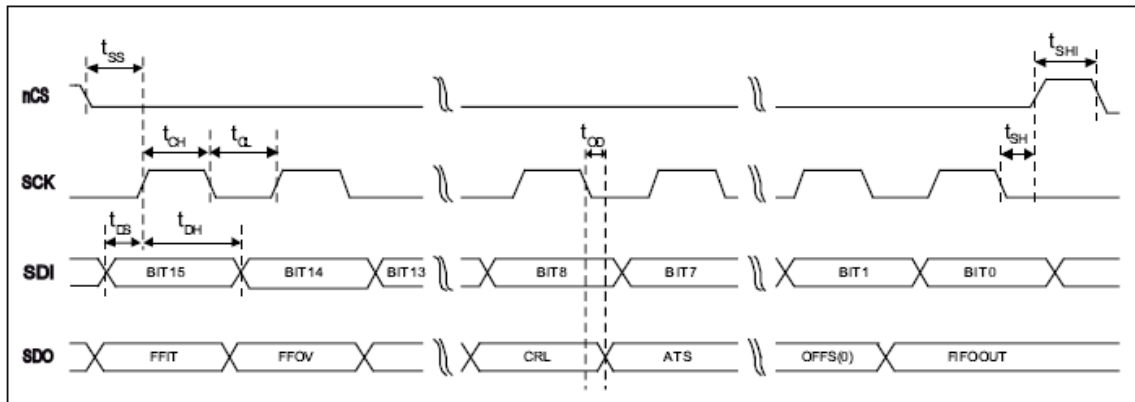 tSS
tSHI
nCS
tCH
tCL
tOD
tSH
SCK
tDS
tDH
SDI
BIT15
BIT14
BIT13
BIT8
BIT7
BIT1
BIT0
SDO
FFIT
FFOV
CRL
ATS
OFFS(0)
FIFOOUT